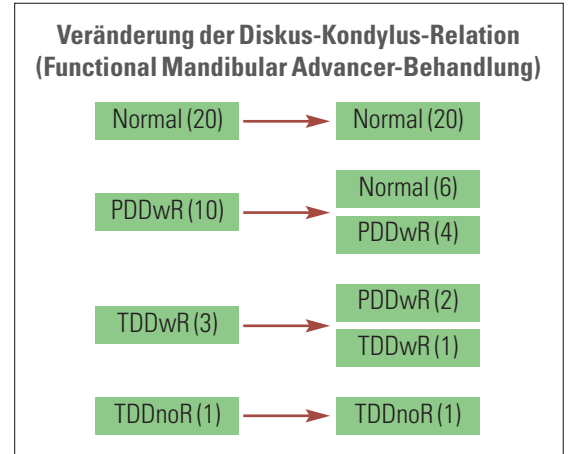 Veränderung der Diskus-Kondylus-Relation
(Functional Mandibular Advancer-Behandlung)
Normal (20)
Normal (20)
PDDwR (10)
Normal (6)
PDDwR (4)
TDDwR (3)
PDDwR (2)
TDDwR (1)
TDDnoR (1)
TDDnoR (1)